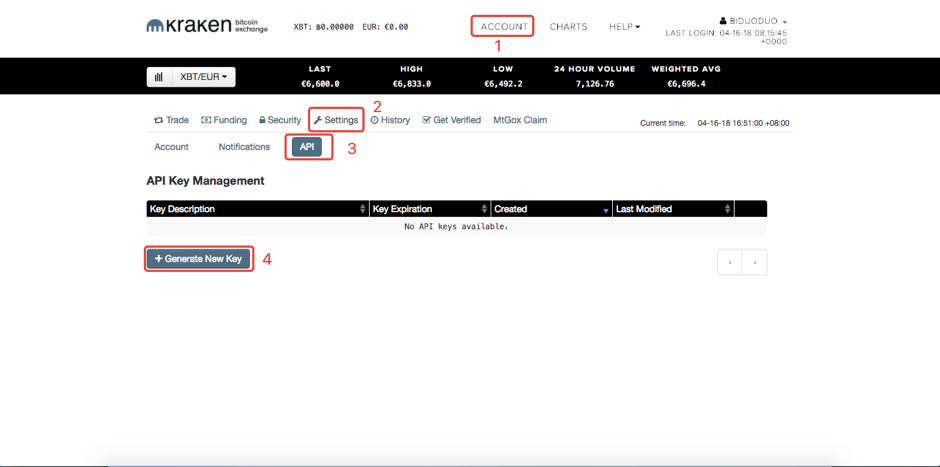 kraken bitcoin exchange
XBT: ฿0.00000 EUR: €0.00
ACCOUNT CHARTS HELP
BIDUODUO
LAST LOGIN: 04-16-18 08:15:45 +0000
1
XBT/EUR
LAST HIGH LOW 24 HOUR VOLUME WEIGHTED AVG
€6,600.0 €6,833.0 €6,492.2 7,126.76 €6,696.4
2
Trade Funding Security Settings History Get Verified MtGox Claim
Current time: 04-16-18 16:51:00 +08:00
Account Notifications API 3
API Key Management
Key Description Key Expiration Created Last Modified
No API keys available.
+ Generate New Key 4
‹ ›